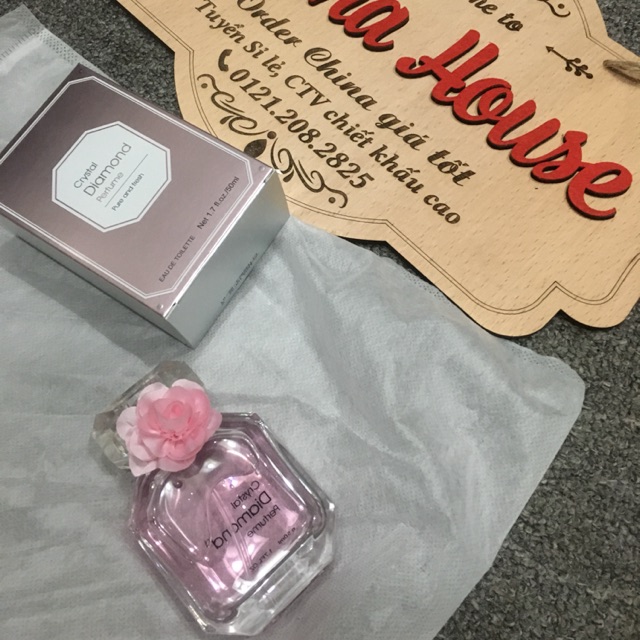 Crystal
Diamond
Perfume
Pure and fresh
EAU DE TOILETTE Net 1.7 fl.oz/50ml
to
House
Order China giá tốt
Tuyển Sỉ lẻ, CTV chiết khấu cao
0121.208.2825
Crystal
Diamond
Perfume